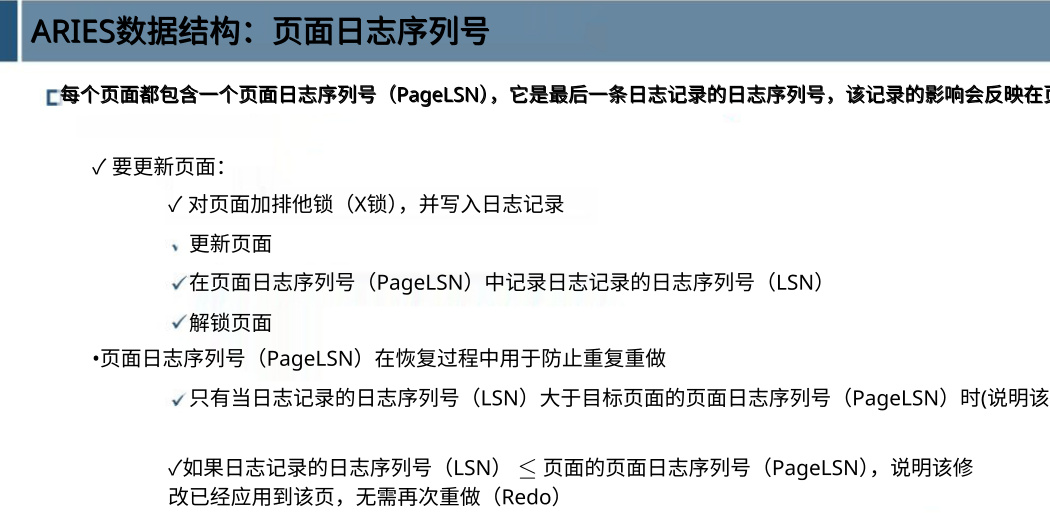 ARIES数据结构：页面日志序列号
每个页面都包含一个页面日志序列号（PageLSN），它是最后一条日志记录的日志序列号，该记录的影响会反映在
✓ 要更新页面：
✓ 对页面加排他锁（X锁），并写入日志记录
更新页面
✓在页面日志序列号（PageLSN）中记录日志记录的日志序列号（LSN）
✓解锁页面
•页面日志序列号（PageLSN）在恢复过程中用于防止重复重做
✓只有当日志记录的日志序列号（LSN）大于目标页面的页面日志序列号（PageLSN）时(说明该
✓如果日志记录的日志序列号（LSN） ≤ 页面的页面日志序列号（PageLSN），说明该修
改已经应用到该页，无需再次重做（Redo）